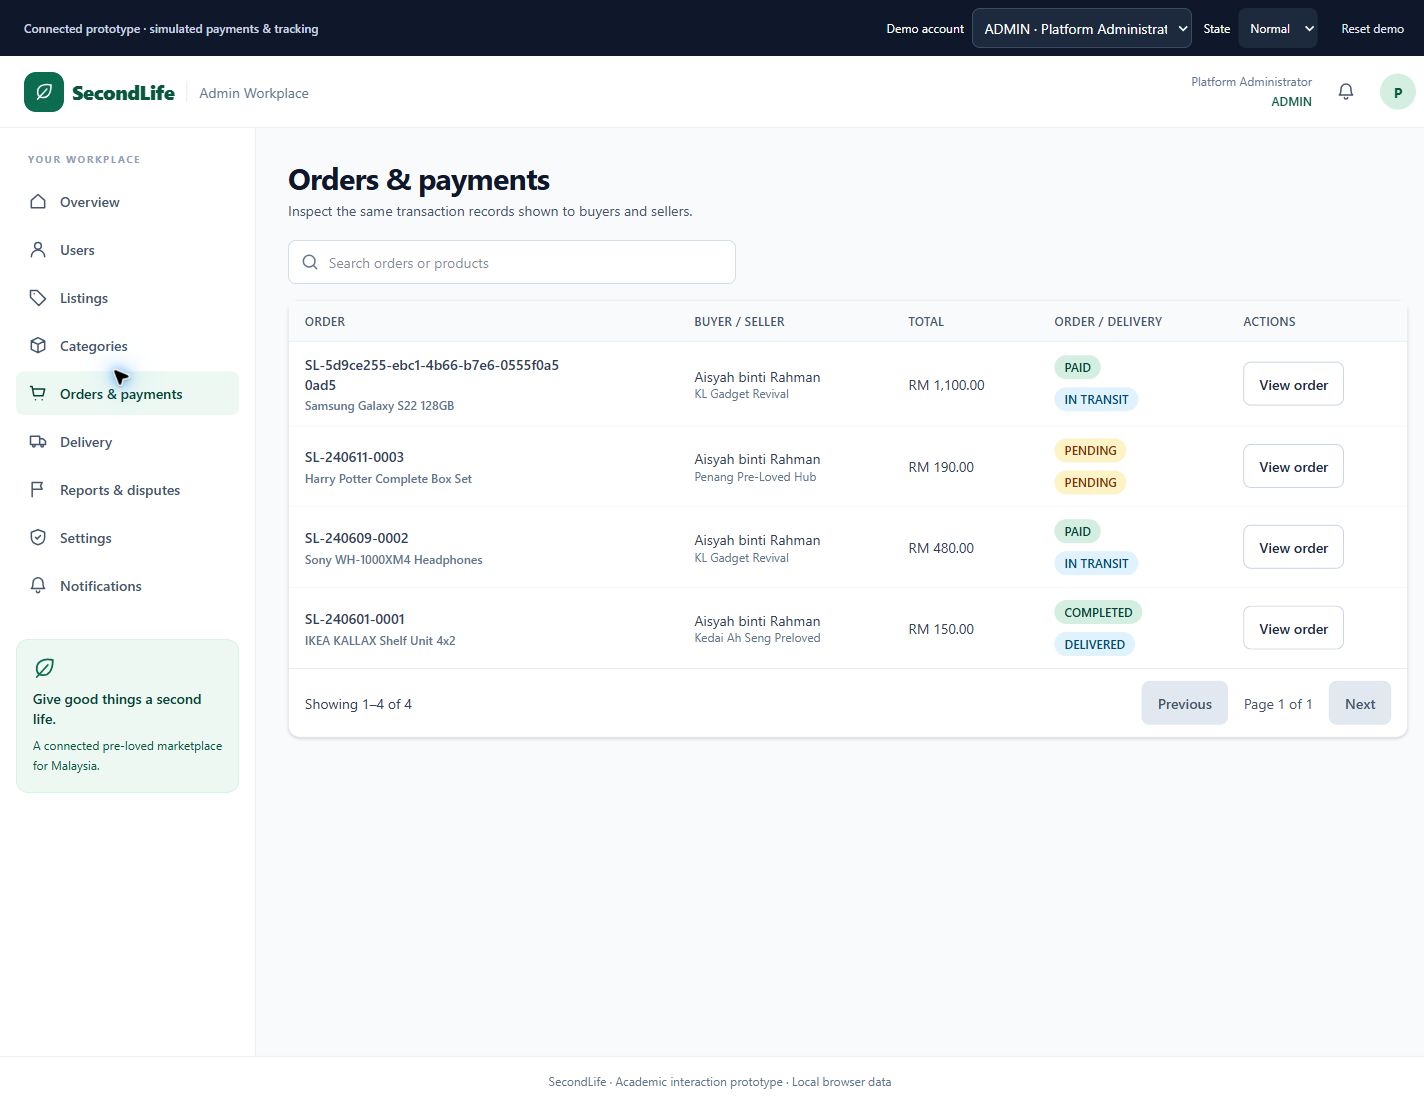 Connected prototype · simulated payments & tracking
Demo account
ADMIN · Platform Administrat
State
Normal
Reset demo
SecondLife
Admin Workplace
Platform Administrator
ADMIN
P
YOUR WORKPLACE
Overview
Users
Listings
Categories
Orders & payments
Delivery
Reports & disputes
Settings
Notifications
Give good things a second
life.
A connected pre-loved marketplace
for Malaysia.
Orders & payments
Inspect the same transaction records shown to buyers and sellers.
Search orders or products
ORDER
BUYER / SELLER
TOTAL
ORDER / DELIVERY
ACTIONS
SL-5d9ce255-ebc1-4b66-b7e6-0555f0a5
0ad5
Samsung Galaxy S22 128GB
Aisyah binti Rahman
KL Gadget Revival
RM 1,100.00
PAID
IN TRANSIT
View order
SL-240611-0003
Harry Potter Complete Box Set
Aisyah binti Rahman
Penang Pre-Loved Hub
RM 190.00
PENDING
PENDING
View order
SL-240609-0002
Sony WH-1000XM4 Headphones
Aisyah binti Rahman
KL Gadget Revival
RM 480.00
PAID
IN TRANSIT
View order
SL-240601-0001
IKEA KALLAX Shelf Unit 4x2
Aisyah binti Rahman
Kedai Ah Seng Preloved
RM 150.00
COMPLETED
DELIVERED
View order
Showing 1–4 of 4
Previous
Page 1 of 1
Next
SecondLife · Academic interaction prototype · Local browser data